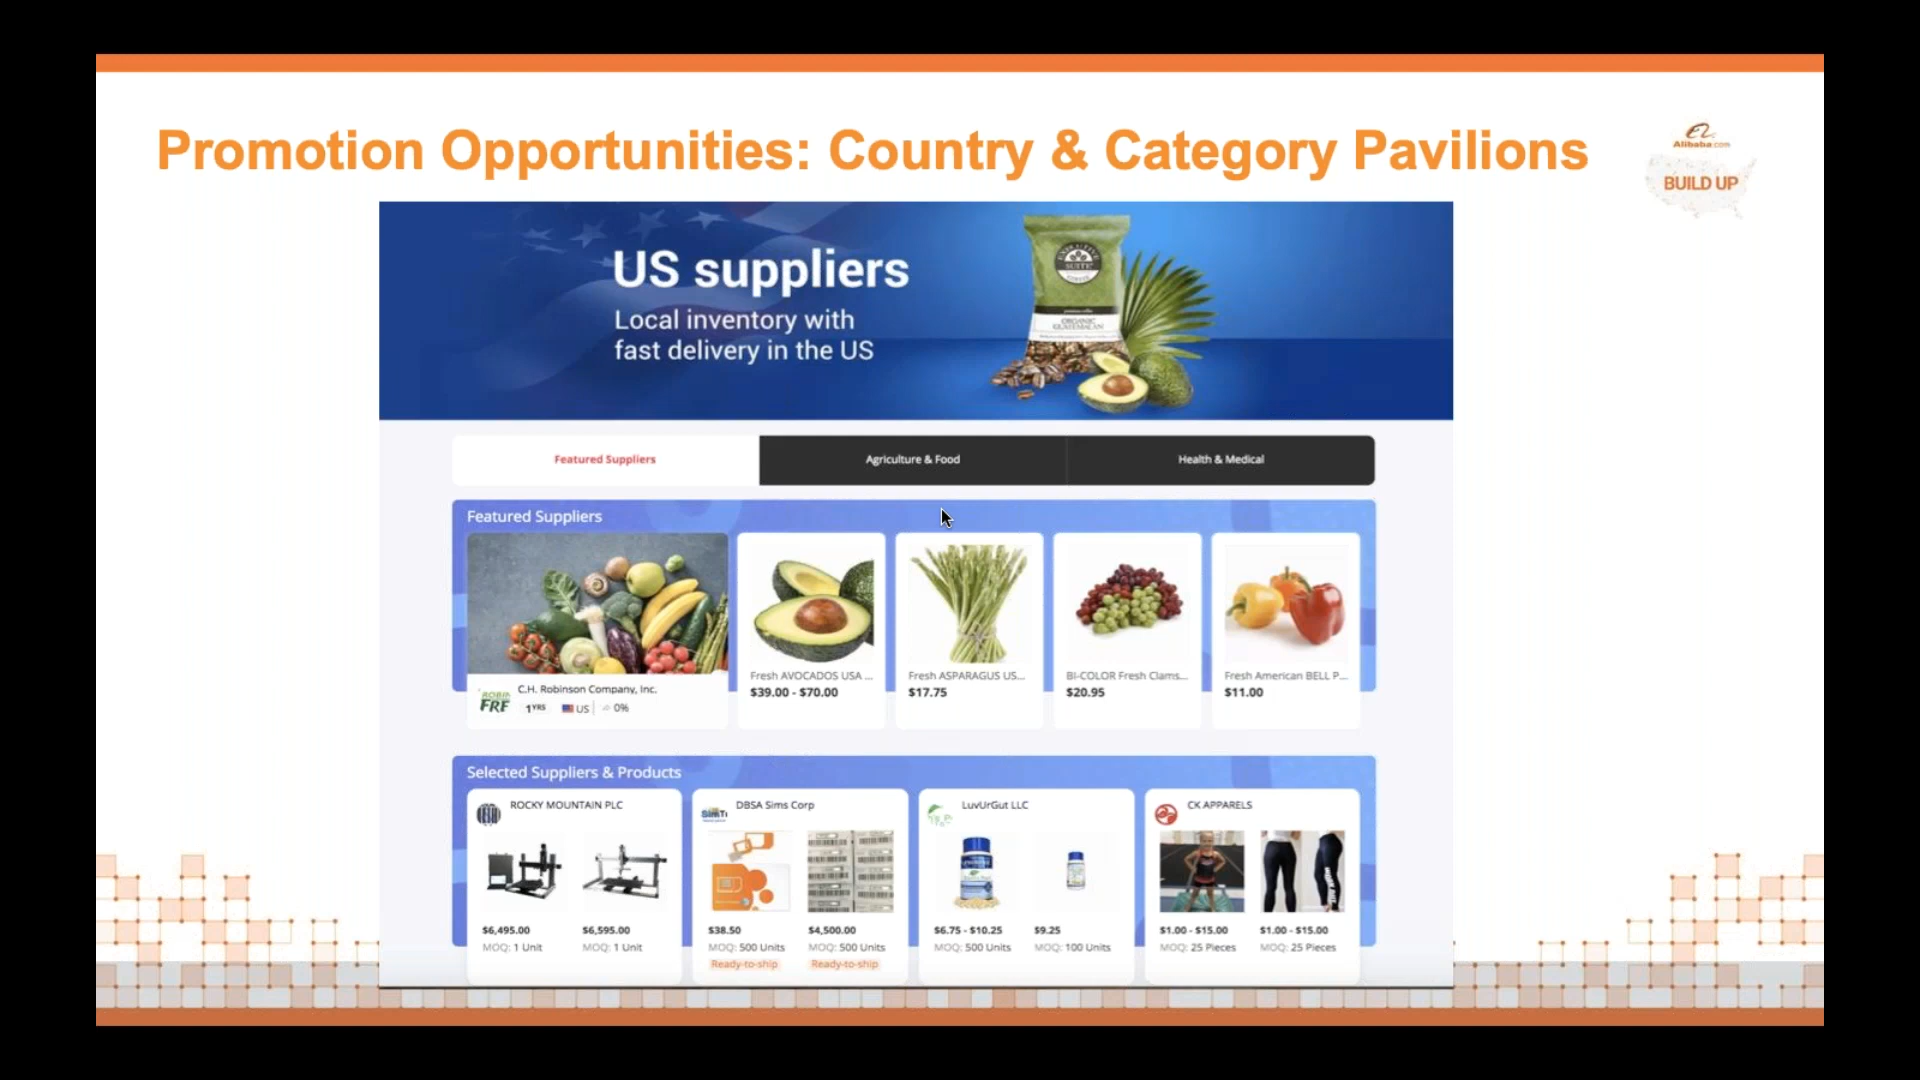 Promotion Opportunities: Country & Category Pavilions
Alibaba.com
BUILD UP
US suppliers
Local inventory with
fast delivery in the US
EXECUTIVE
SUITE
ORGANIC
GUATEMALAN
Featured Suppliers
Agriculture & Food
Health & Medical
Featured Suppliers
Fresh AVOCADOS USA ...
$39.00 - $70.00
Fresh ASPARAGUS US...
$17.75
BI-COLOR Fresh Clams...
$20.95
Fresh American BELL P...
$11.00
ROBIN
FRE
C.H. Robinson Company, Inc.
1YRS US 0%
Selected Suppliers & Products
ROCKY MOUNTAIN PLC
$6,495.00
MOQ: 1 Unit
$6,595.00
MOQ: 1 Unit
DBSA Sims Corp
$38.50
MOQ: 500 Units
Ready-to-ship
$4,500.00
MOQ: 500 Units
Ready-to-ship
LuvUrGut LLC
$6.75 - $10.25
MOQ: 500 Units
$9.25
MOQ: 100 Units
CK APPARELS
$1.00 - $15.00
MOQ: 25 Pieces
$1.00 - $15.00
MOQ: 25 Pieces